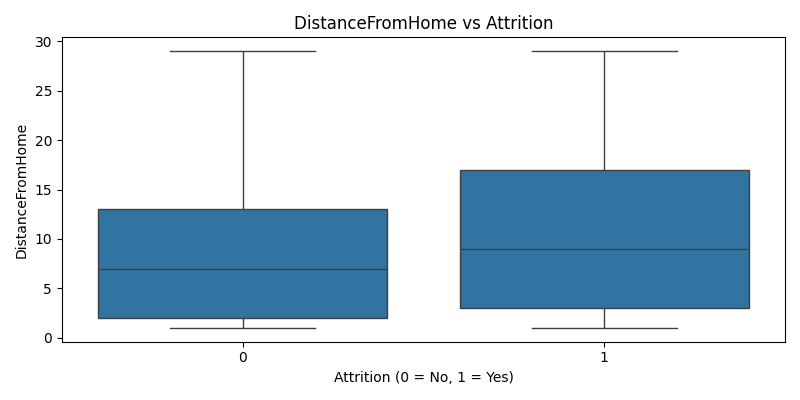 DistanceFromHome vs Attrition
30
25
20
15
10
5
0
DistanceFromHome
0 1
Attrition (0 = No, 1 = Yes)